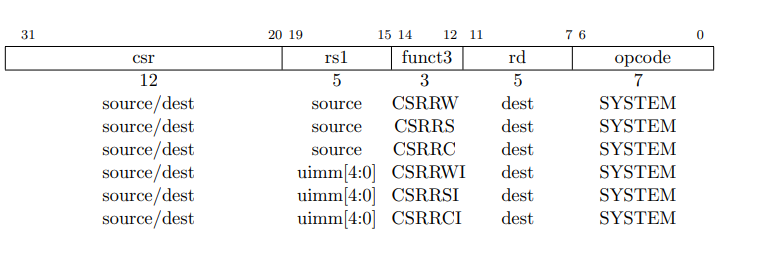 31 20 19 15 14 12 11 7 6 0
csr rs1 funct3 rd opcode
12 5 3 5 7
source/dest source CSRRW dest SYSTEM
source/dest source CSRRS dest SYSTEM
source/dest source CSRRC dest SYSTEM
source/dest uimm[4:0] CSRRWI dest SYSTEM
source/dest uimm[4:0] CSRRSI dest SYSTEM
source/dest uimm[4:0] CSRRCI dest SYSTEM